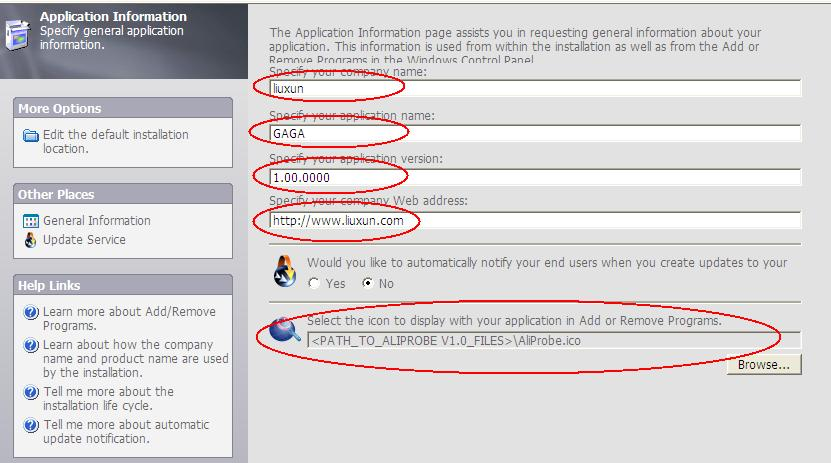 Application Information
Specify general application
information.
More Options
Edit the default installation
location.
Other Places
General Information
Update Service
Help Links
Learn more about Add/Remove
Programs.
Learn about how the company
name and product name are used
by the installation.
Tell me more about the
installation life cycle.
Tell me more about automatic
update notification.
The Application Information page assists you in requesting general information about your
application. This information is used from within the installation as well as from the Add or
Remove Programs in the Windows Control Panel
Specify your company name:
liuxun
Specify your application name:
GAGA
Specify your application version:
1.00.0000
Specify your company Web address:
http://www.liuxun.com
Would you like to automatically notify your end users when you create updates to your
Yes No
Select the icon to display with your application in Add or Remove Programs.
<PATH_TO_ALIPROBE V1.0_FILES>\AliProbe.ico
Browse...